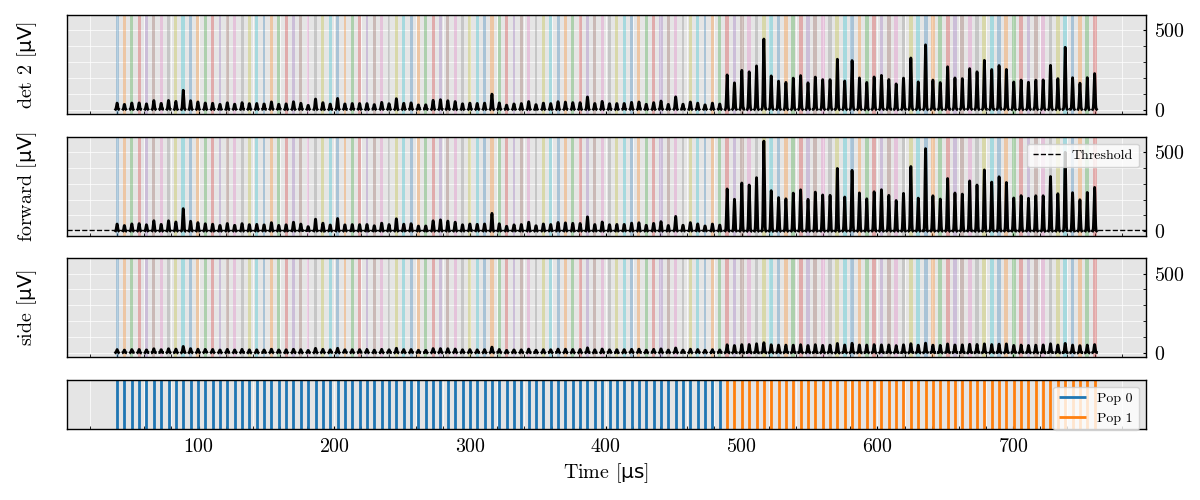 det. 2 [μV]
500
0
forward [μV]
Threshold
500
0
side [μV]
500
0
Pop 0
Pop 1
100 200 300 400 500 600 700
Time [μs]